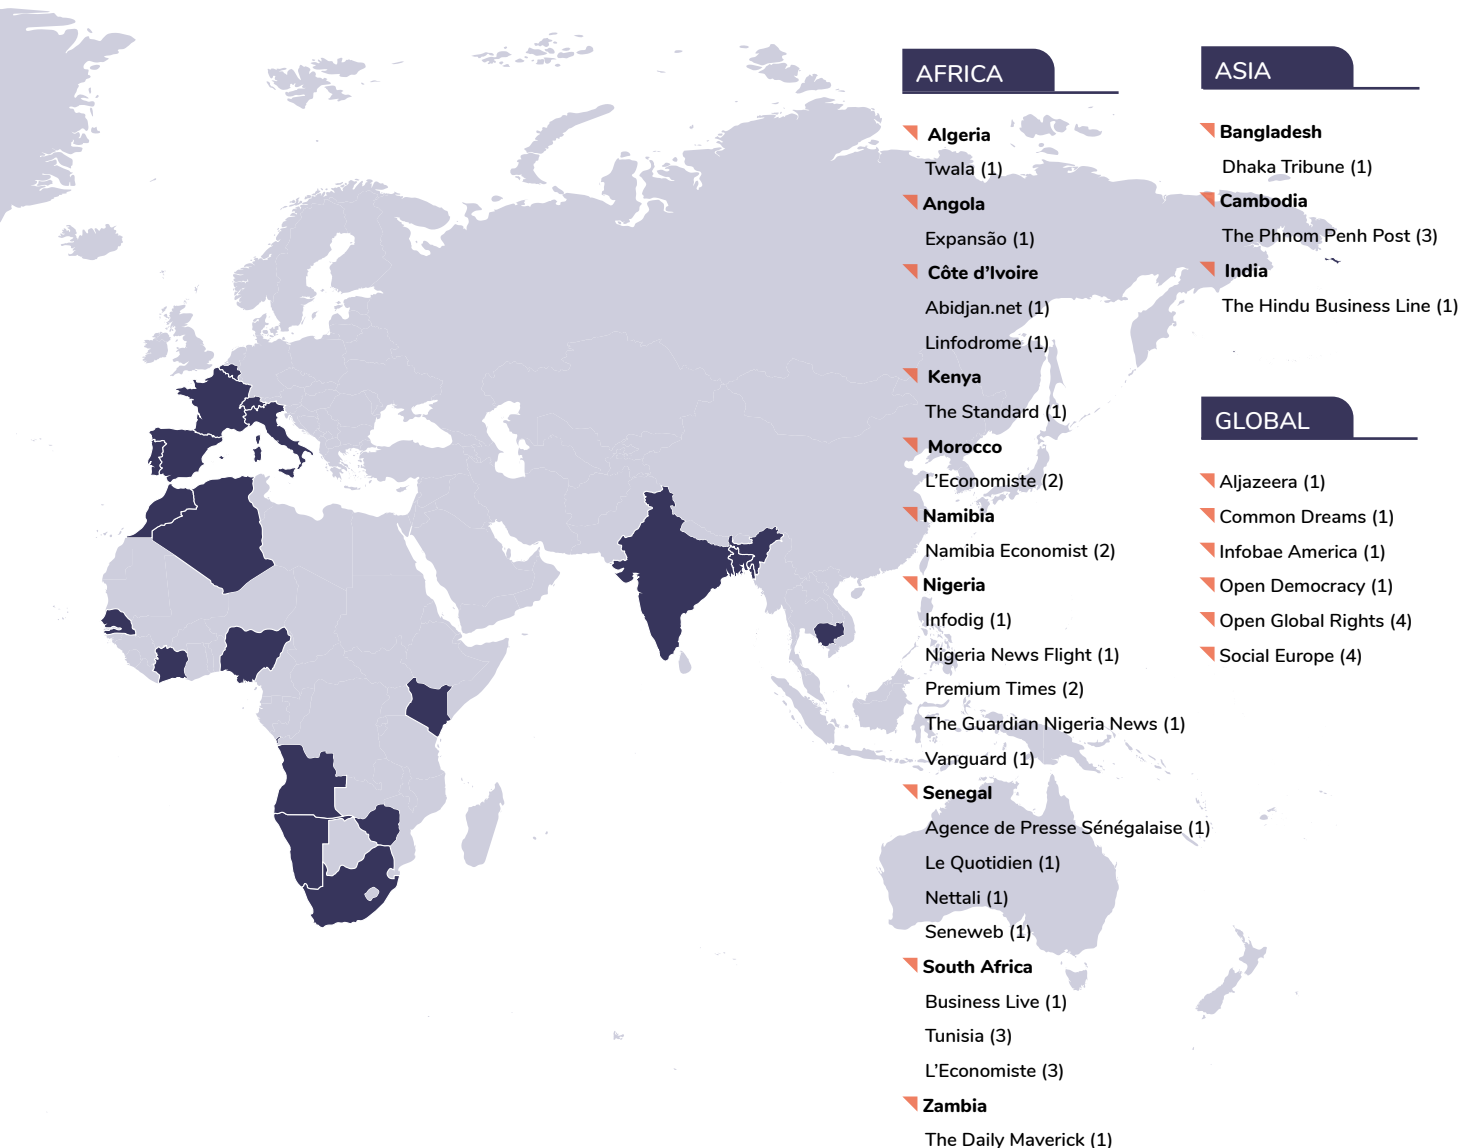 AFRICA
Algeria
Twala (1)
Angola
Expansão (1)
Côte d’Ivoire
Abidjan.net (1)
Linfodrome (1)
Kenya
The Standard (1)
Morocco
L’Economiste (2)
Namibia
Namibia Economist (2)
Nigeria
Infodig (1)
Nigeria News Flight (1)
Premium Times (2)
The Guardian Nigeria News (1)
Vanguard (1)
Senegal
Agence de Presse Sénégalaise (1)
Le Quotidien (1)
Nettali (1)
Seneweb (1)
South Africa
Business Live (1)
Tunisia (3)
L’Economiste (3)
Zambia
The Daily Maverick (1)
ASIA
Bangladesh
Dhaka Tribune (1)
Cambodia
The Phnom Penh Post (3)
India
The Hindu Business Line (1)
GLOBAL
Aljazeera (1)
Common Dreams (1)
Infobae America (1)
Open Democracy (1)
Open Global Rights (4)
Social Europe (4)